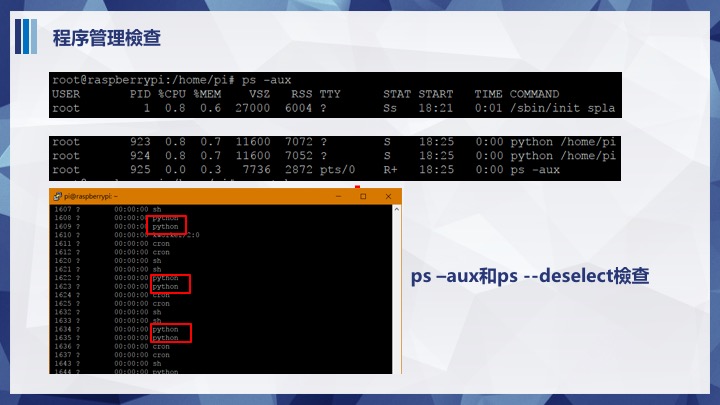 程序管理檢查
root@raspberrypi:/home/pi# ps -aux
USER PID %CPU %MEM VSZ RSS TTY STAT START TIME COMMAND
root 1 0.8 0.6 27000 6004 ? Ss 18:21 0:01 /sbin/init spla
root 923 0.8 0.7 11600 7072 ? S 18:25 0:00 python /home/pi
root 924 0.8 0.7 11600 7052 ? S 18:25 0:00 python /home/pi
root 925 0.0 0.3 7736 2872 pts/0 R+ 18:25 0:00 ps -aux
pi@raspberrypi: ~
1607 ? 00:00:00 sh
1608 ? 00:00:00 python
1609 ? 00:00:00 python
1610 ? 00:00:00
1611 ? 00:00:00 cron
1612 ? 00:00:00 cron
1620 ? 00:00:00 sh
1621 ? 00:00:00 sh
1622 ? 00:00:00 python
1623 ? 00:00:00 python
1624 ? 00:00:00 cron
1625 ? 00:00:00 cron
1632 ? 00:00:00 sh
1633 ? 00:00:00 sh
1634 ? 00:00:00 python
1635 ? 00:00:00 python
1636 ? 00:00:00 cron
1637 ? 00:00:00 cron
1643 ? 00:00:00 sh
1644 ? 00:00:00 python
ps –aux和ps --deselect檢查